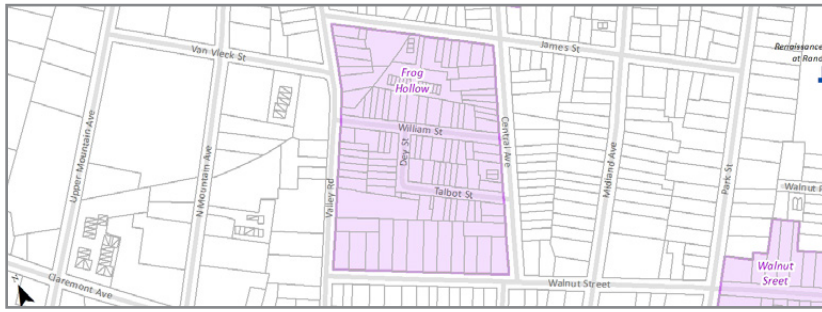 Van Vleck St
James St
Renaissance
at Rand
Frog
Hollow
Upper Mountain Ave
N Mountain Ave
Valley Rd
William St
Dey St
Central Ave
Talbot St
Midland Ave
Park St
Walnut
Claremont Ave
Walnut Street
Walnut
Sreet
N